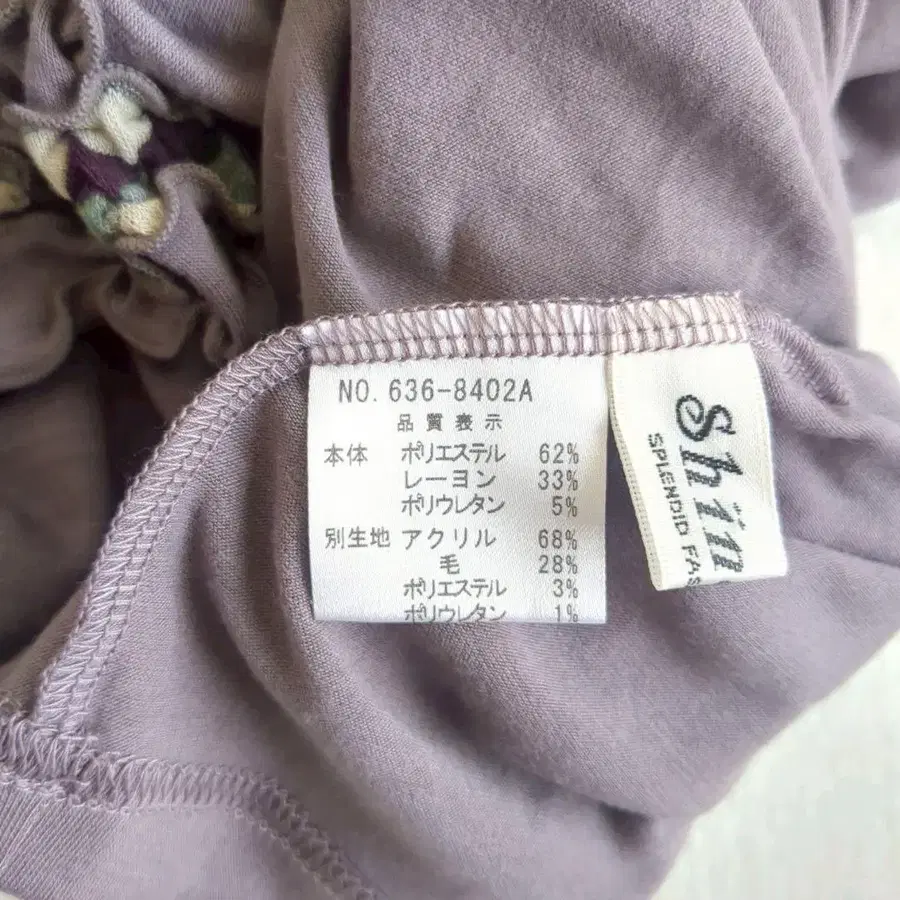 NO. 636-8402A
品質表示
本体 ポリエステル 62%
レーヨン 33%
ポリウレタン 5%
別生地 アクリル 68%
毛 28%
ポリエステル 3%
ポリウレタン 1%
SPLENDID